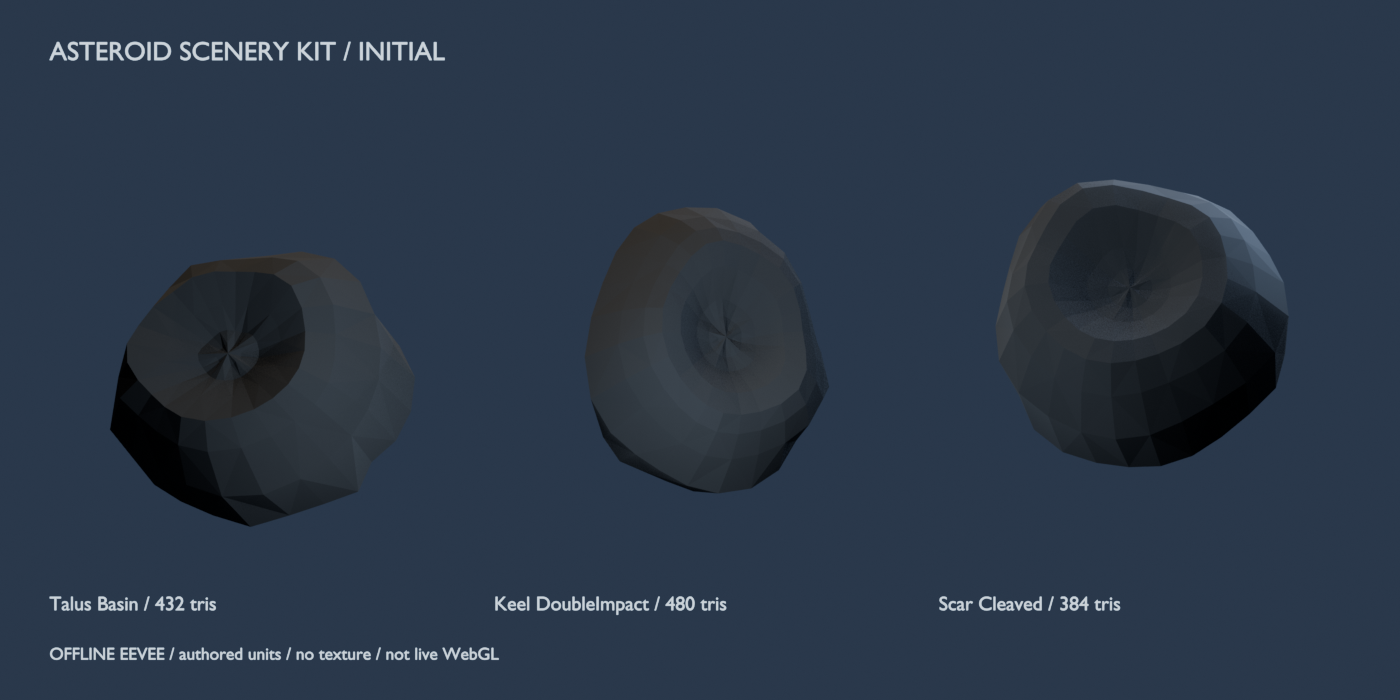 ASTEROID SCENERY KIT / INITIAL
Talus Basin / 432 tris
Keel DoubleImpact / 480 tris
Scar Cleaved / 384 tris
OFFLINE EEVEE / authored units / no texture / not live WebGL